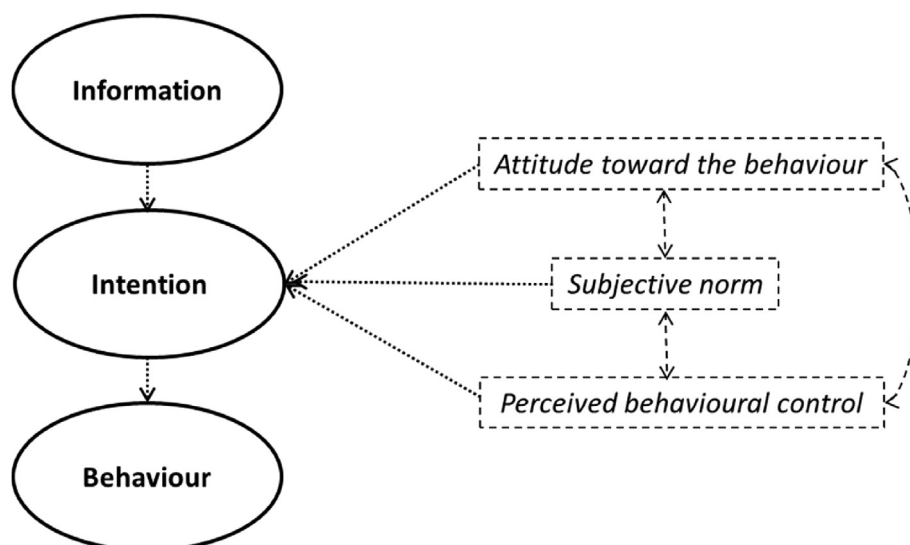 Information
Attitude toward the behaviour
Intention
Subjective norm
Perceived behavioural control
Behaviour